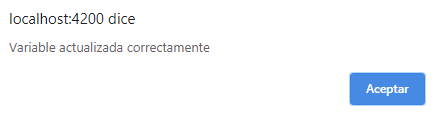 localhost:4200 dice
Variable actualizada correctamente
Aceptar